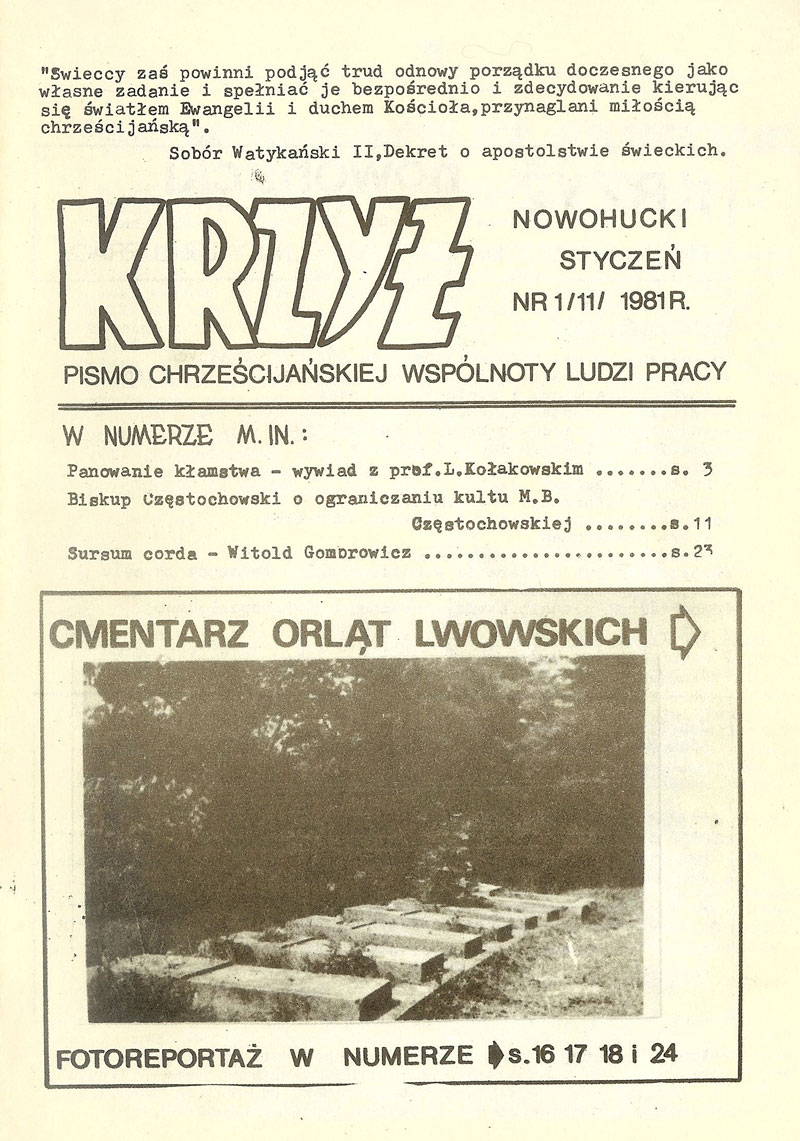 "Swieccy zaś powinni podjąć trud odnowy porządku doczesnego jako
własne zadanie i spełniać je bezpośrednio i zdecydowanie kierując
się światłem Ewangelii i duchem Kościoła,przynaglani miłością
chrześcijańską".
Sobór Watykański II,Dekret o apostolstwie świeckich.
KRZYŻ NOWOHUCKI
STYCZEŃ
NR 1/11/ 1981 R.
PISMO CHRZEŚCIJAŃSKIEJ WSPÓLNOTY LUDZI PRACY
W NUMERZE M. IN. :
Panowanie kłamstwa - wywiad z prof.L.Kołakowskim .......s. 3
Biskup Częstochowski o ograniczaniu kultu M.B.
Częstochowskiej ........s.11
Sursum corda - Witold Gombrowicz .......................s.23
CMENTARZ ORLĄT LWOWSKICH
FOTOREPORTAŻ W NUMERZE s.16 17 18 i 24